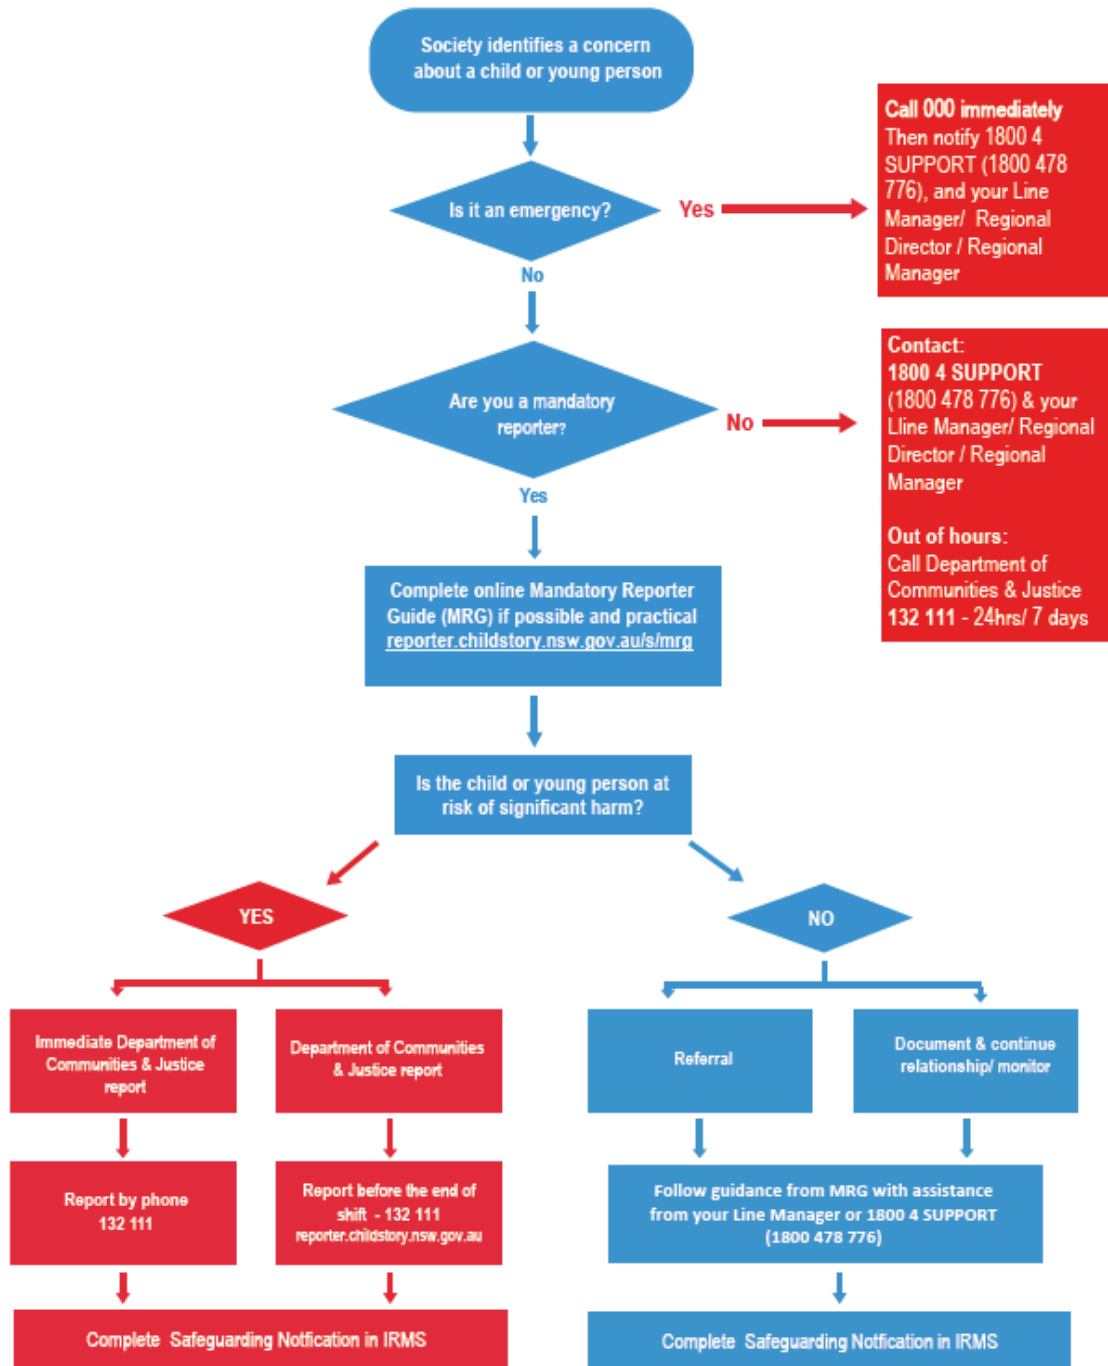 Society identifies a concern
about a child or young person
Call 000 immediately
Then notify 1800 4
SUPPORT (1800 478
776), and your Line
Manager/ Regional
Director / Regional
Manager
Is it an emergency?
Yes
No
Contact:
1800 4 SUPPORT
(1800 478 776) & your
Lline Manager/ Regional
Director / Regional
Manager
Out of hours:
Call Department of
Communities & Justice
132 111 - 24hrs/ 7 days
Are you a mandatory
reporter?
No
Yes
Complete online Mandatory Reporter
Guide (MRG) if possible and practical
reporter.childstory.nsw.gov.au/s/mrg
Is the child or young person at
risk of significant harm?
YES
NO
Immediate Department of
Communities & Justice
report
Department of Communities
& Justice report
Referral
Document & continue
relationship/ monitor
Report by phone
132 111
Report before the end of
shift - 132 111
reporter.childstory.nsw.gov.au
Follow guidance from MRG with assistance
from your Line Manager or 1800 4 SUPPORT
(1800 478 776)
Complete Safeguarding Notfication in IRMS
Complete Safeguarding Notfication in IRMS